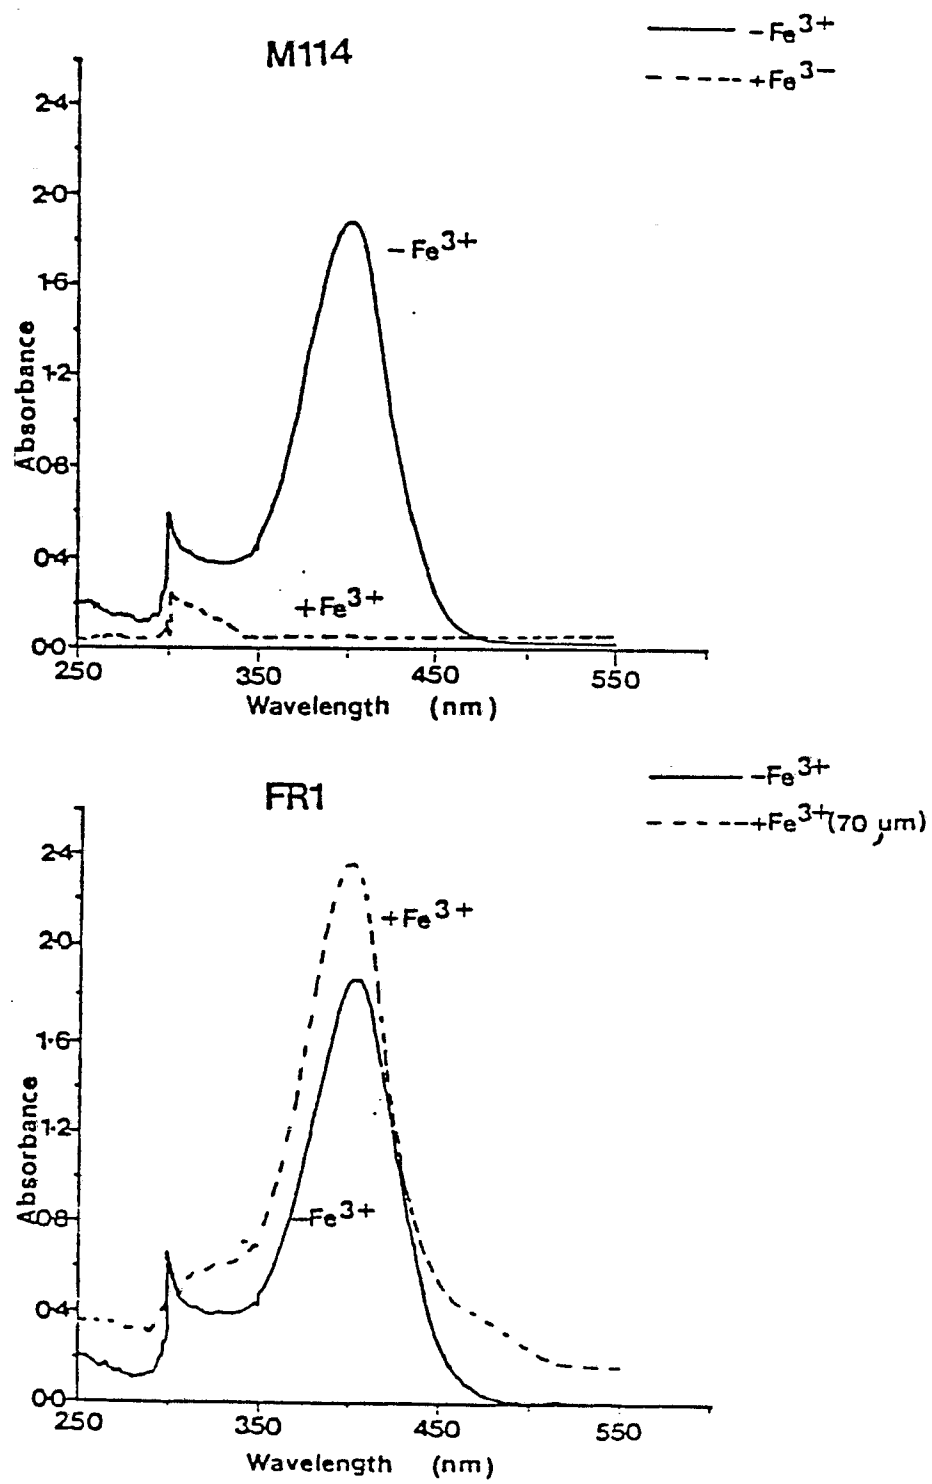 M114
−Fe3+
+Fe3−
2·4
2·0
1·6
1·2
0·8
0·4
0·0
Absorbance
−Fe3+
+Fe3+
250 350 450 550
Wavelength (nm)
FR1
−Fe3+
+Fe3+(70 µm)
2·4
2·0
1·6
1·2
0·8
0·4
0·0
Absorbance
+Fe3+
−Fe3+
250 350 450 550
Wavelength (nm)